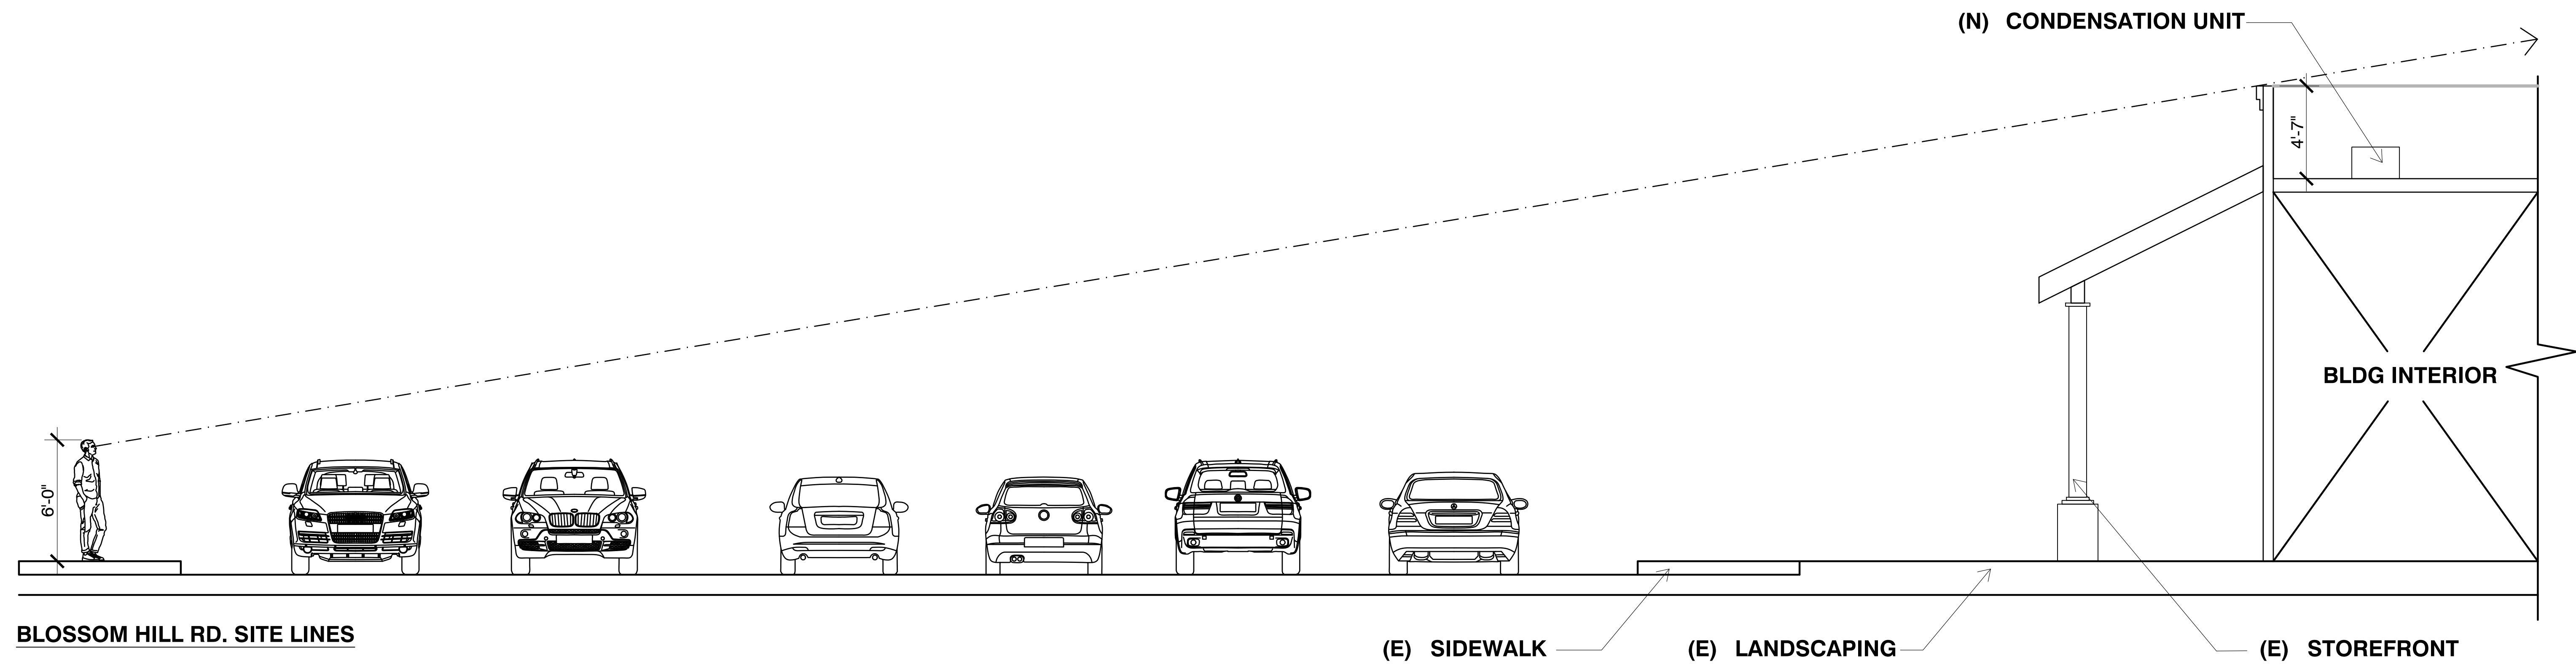 (N) CONDENSATION UNIT
4'-7"
BLDG INTERIOR
6'-0"
BLOSSOM HILL RD. SITE LINES
(E) SIDEWALK
(E) LANDSCAPING
(E) STOREFRONT